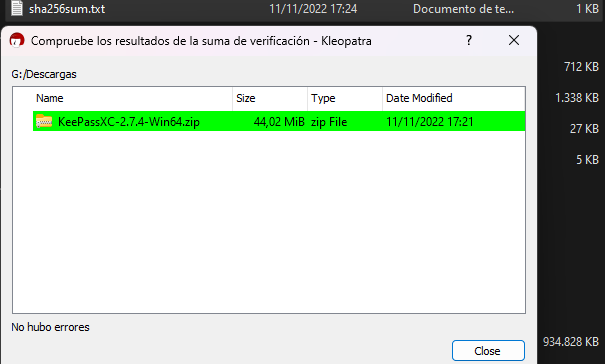 sha256sum.txt 11/11/2022 17:24 Documento de te... 1 KB
Compruebe los resultados de la suma de verificación - Kleopatra ?
712 KB
G:/Descargas
Name Size Type Date Modified
1.338 KB
KeePassXC-2.7.4-Win64.zip 44,02 MiB zip File 11/11/2022 17:21
27 KB
5 KB
No hubo errores
934.828 KB
Close